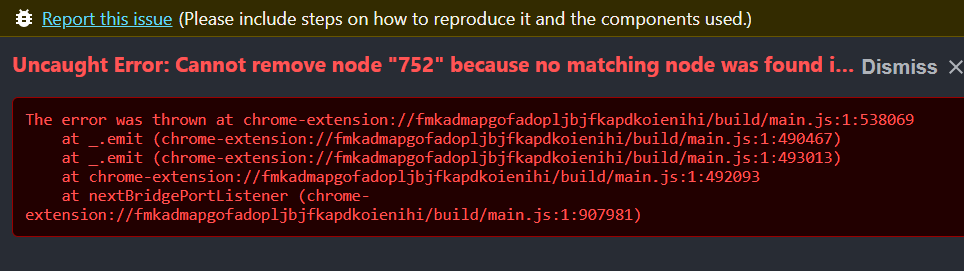 Report this issue (Please include steps on how to reproduce it and the components used.)
Uncaught Error: Cannot remove node "752" because no matching node was found i... Dismiss
The error was thrown at chrome-extension://fmkadmapgofadopljbjfkapdkoienihi/build/main.js:1:538069
    at _.emit (chrome-extension://fmkadmapgofadopljbjfkapdkoienihi/build/main.js:1:490467)
    at _.emit (chrome-extension://fmkadmapgofadopljbjfkapdkoienihi/build/main.js:1:493013)
    at chrome-extension://fmkadmapgofadopljbjfkapdkoienihi/build/main.js:1:492093
    at nextBridgePortListener (chrome-
extension://fmkadmapgofadopljbjfkapdkoienihi/build/main.js:1:907981)